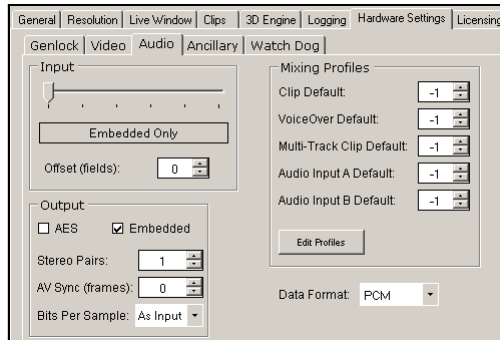 General Resolution Live Window Clips 3D Engine Logging Hardware Settings Licensing
Genlock Video Audio Ancillary Watch Dog
Input
Embedded Only
Offset (fields): 0
Output
AES Embedded
Stereo Pairs: 1
AV Sync (frames): 0
Bits Per Sample: As Input
Mixing Profiles
Clip Default: -1
VoiceOver Default: -1
Multi-Track Clip Default: -1
Audio Input A Default: -1
Audio Input B Default: -1
Edit Profiles
Data Format: PCM